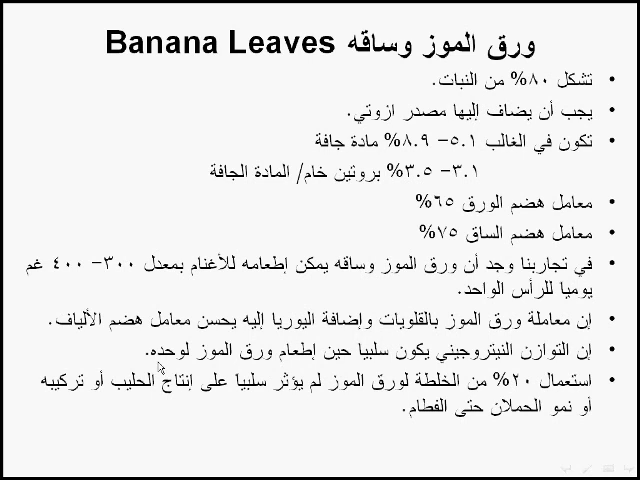 ورق الموز وساقه Banana Leaves
• تشكل ٨٠% من النبات.
• يجب أن يضاف إليها مصدر ازوتي.
• تكون في الغالب ٥.١– ٨.٩% مادة جافة
٣.١– ٣.٥% بروتين خام/ المادة الجافة
• معامل هضم الورق ٦٥%
• معامل هضم الساق ٧٥%
• في تجاربنا وجد أن ورق الموز وساقه يمكن إطعامه للأغنام بمعدل ٣٠٠– ٤٠٠ غم
يوميا للرأس الواحد.
• إن معاملة ورق الموز بالقلويات وإضافة اليوريا إليه يحسن معامل هضم الألياف.
• إن التوازن النيتروجيني يكون سلبيا حين إطعام ورق الموز لوحده.
• استعمال ٢٠% من الخلطة لورق الموز لم يؤثر سلبيا على إنتاج الحليب أو تركيبه
أو نمو الحملان حتى الفطام.